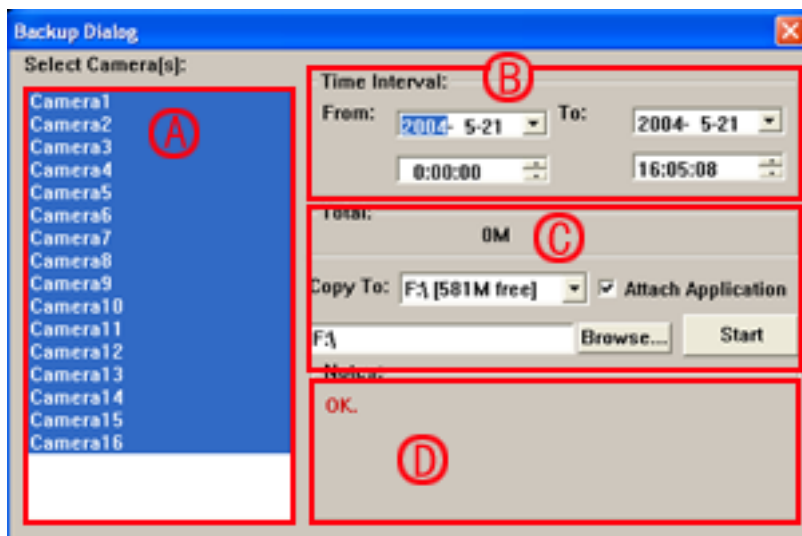 Backup Dialog
Select Camera[s]:
Camera1
Camera2
Camera3
Camera4
Camera5
Camera6
Camera7
Camera8
Camera9
Camera10
Camera11
Camera12
Camera13
Camera14
Camera15
Camera16
A
Time Interval:
B
From: 2004- 5-21 To: 2004- 5-21
0:00:00 16:05:08
Total:
0M
C
Copy To: F:\ [581M free] Attach Application
F:\ Browse... Start
Notes:
OK.
D